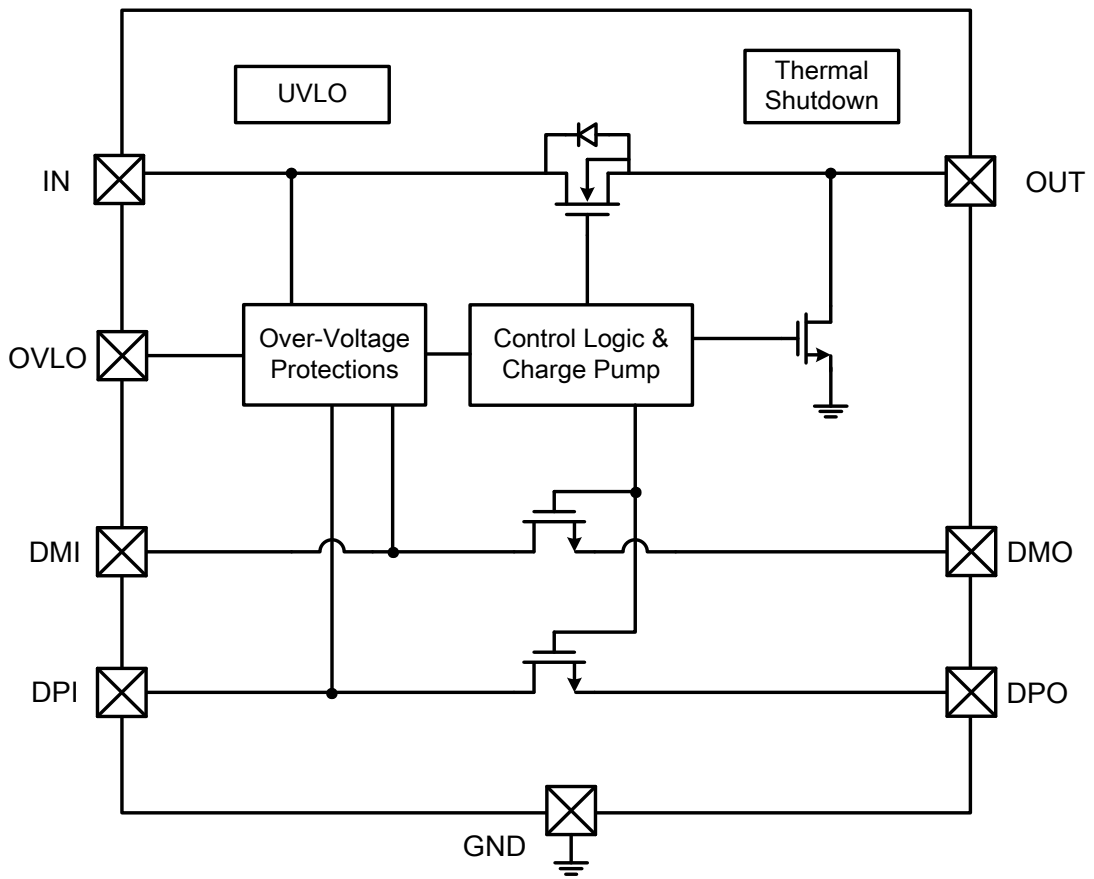 UVLO
Thermal
Shutdown
IN
OUT
OVLO
Over-Voltage
Protections
Control Logic &
Charge Pump
DMI
DMO
DPI
DPO
GND